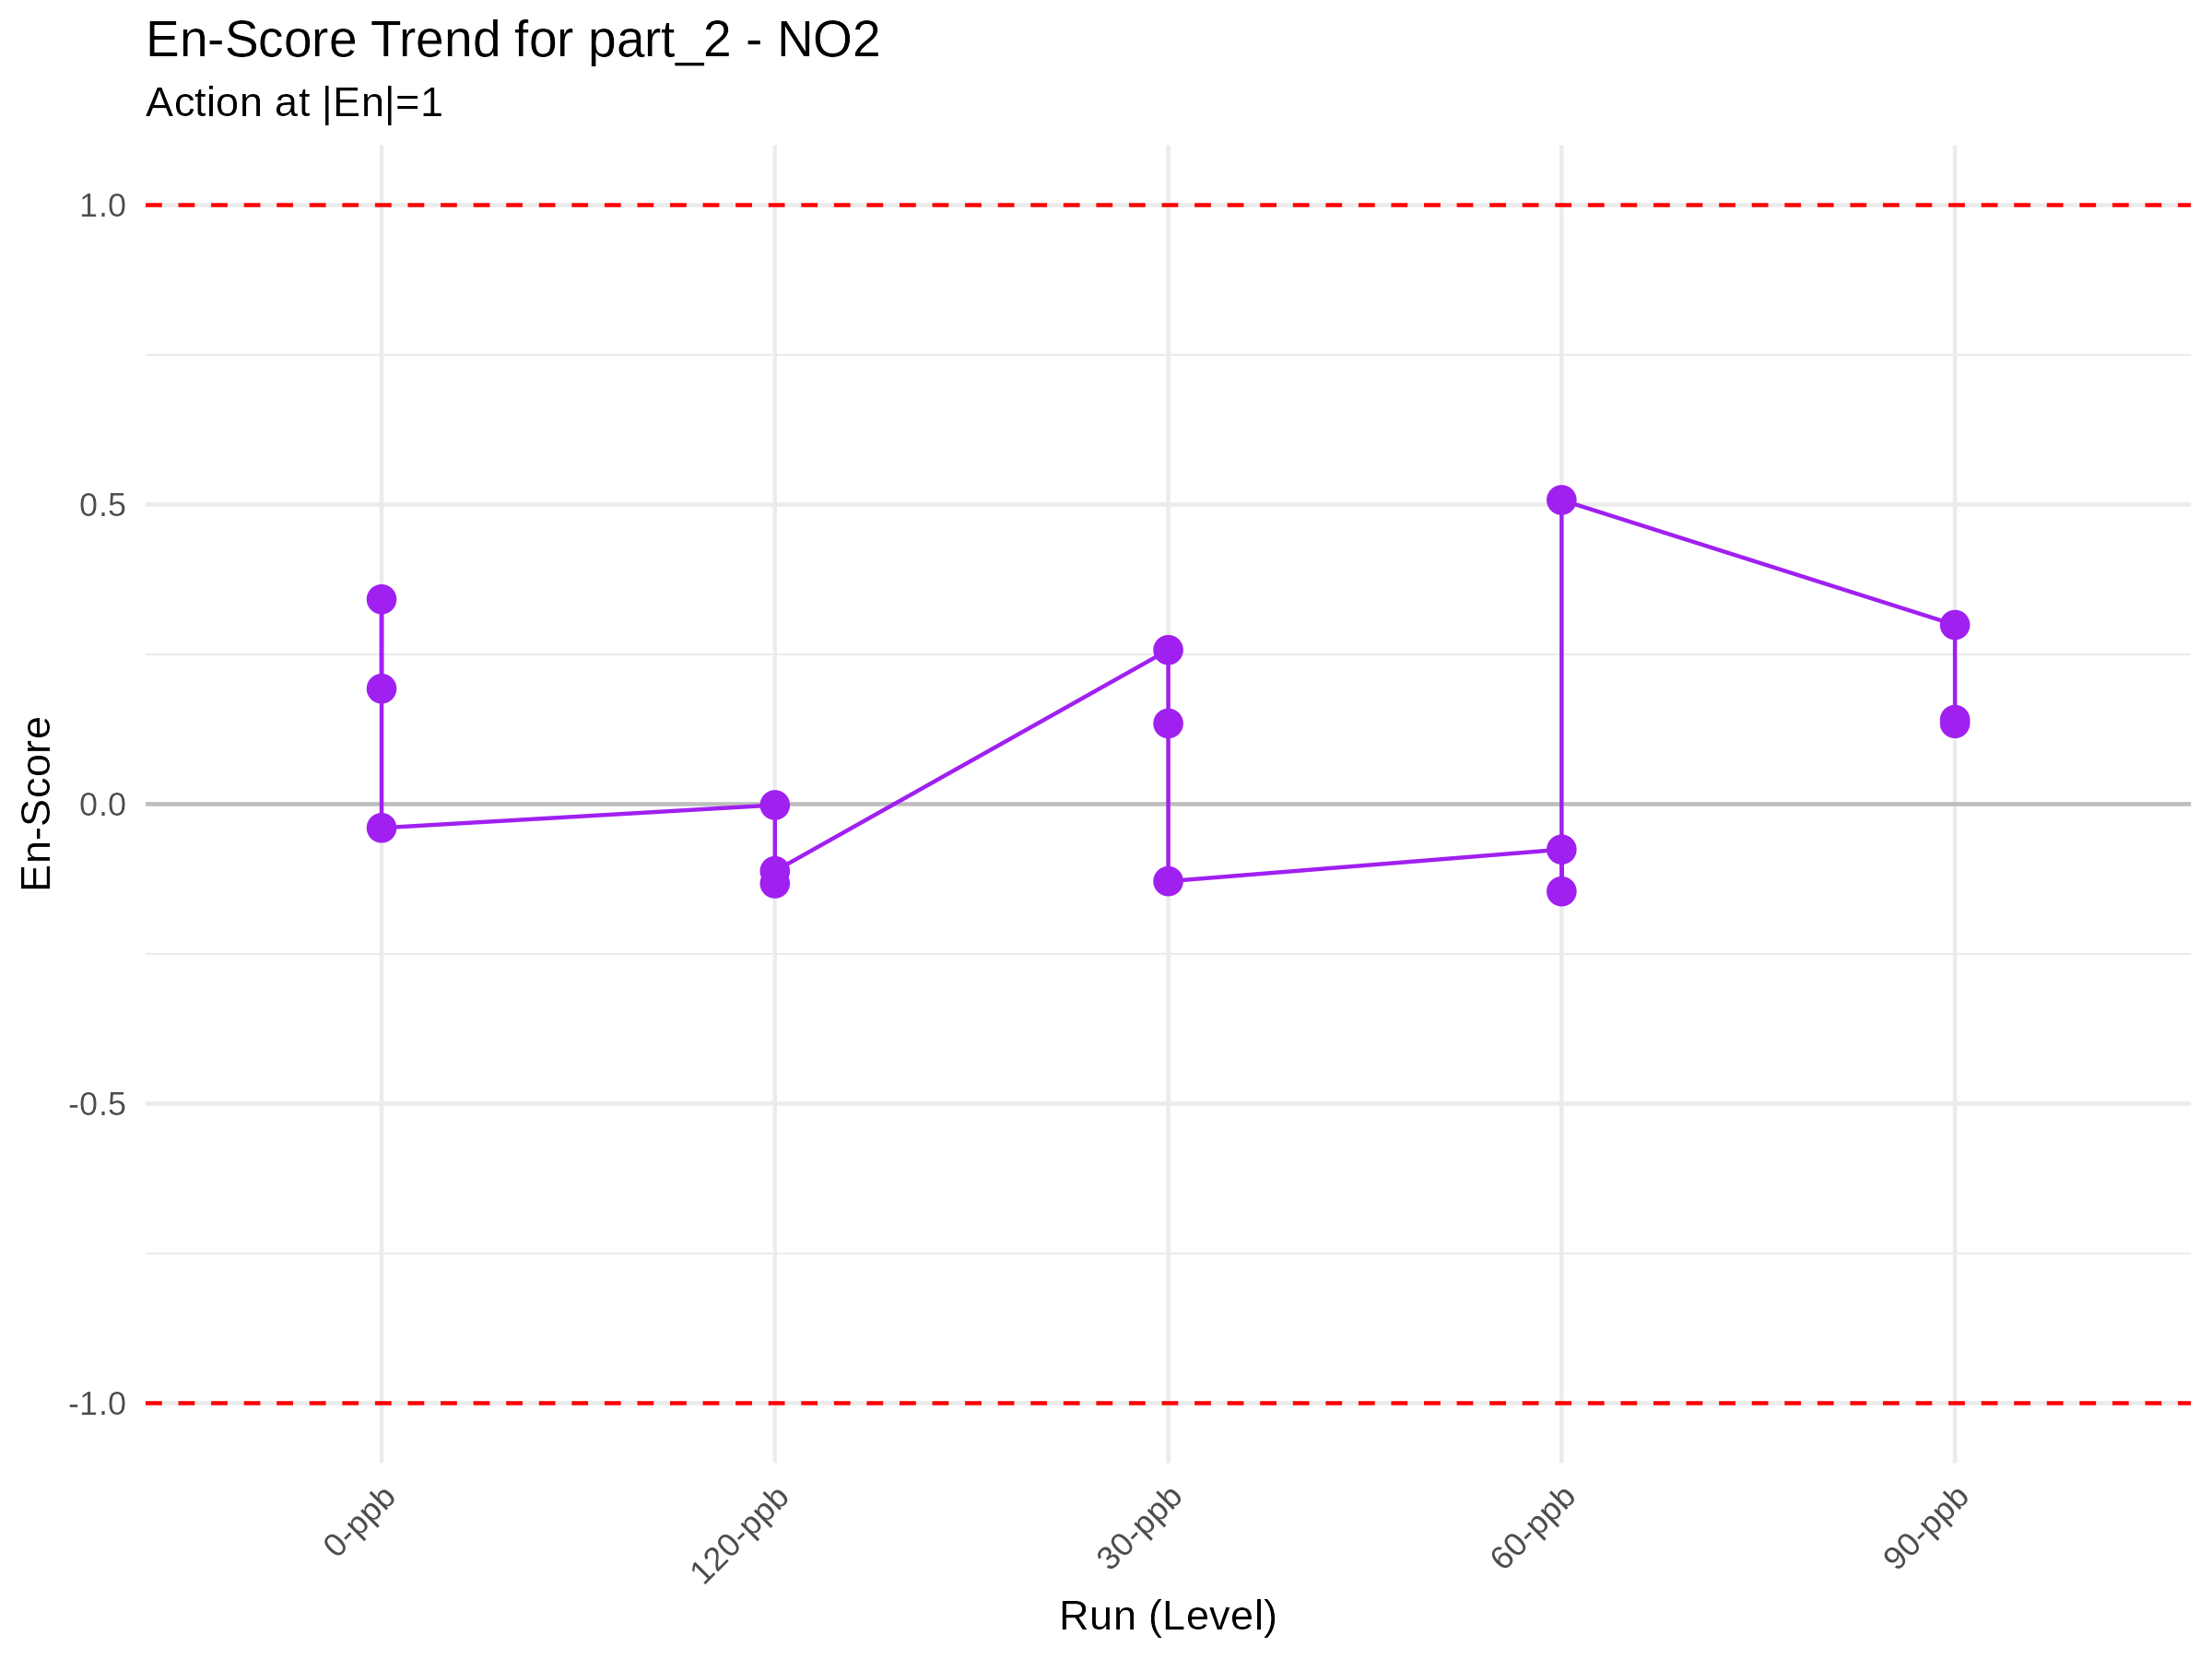 En-Score Trend for part_2 - NO2
Action at |En|=1
1.0
0.5
0.0
-0.5
-1.0
En-Score
0-ppb
120-ppb
30-ppb
60-ppb
90-ppb
Run (Level)